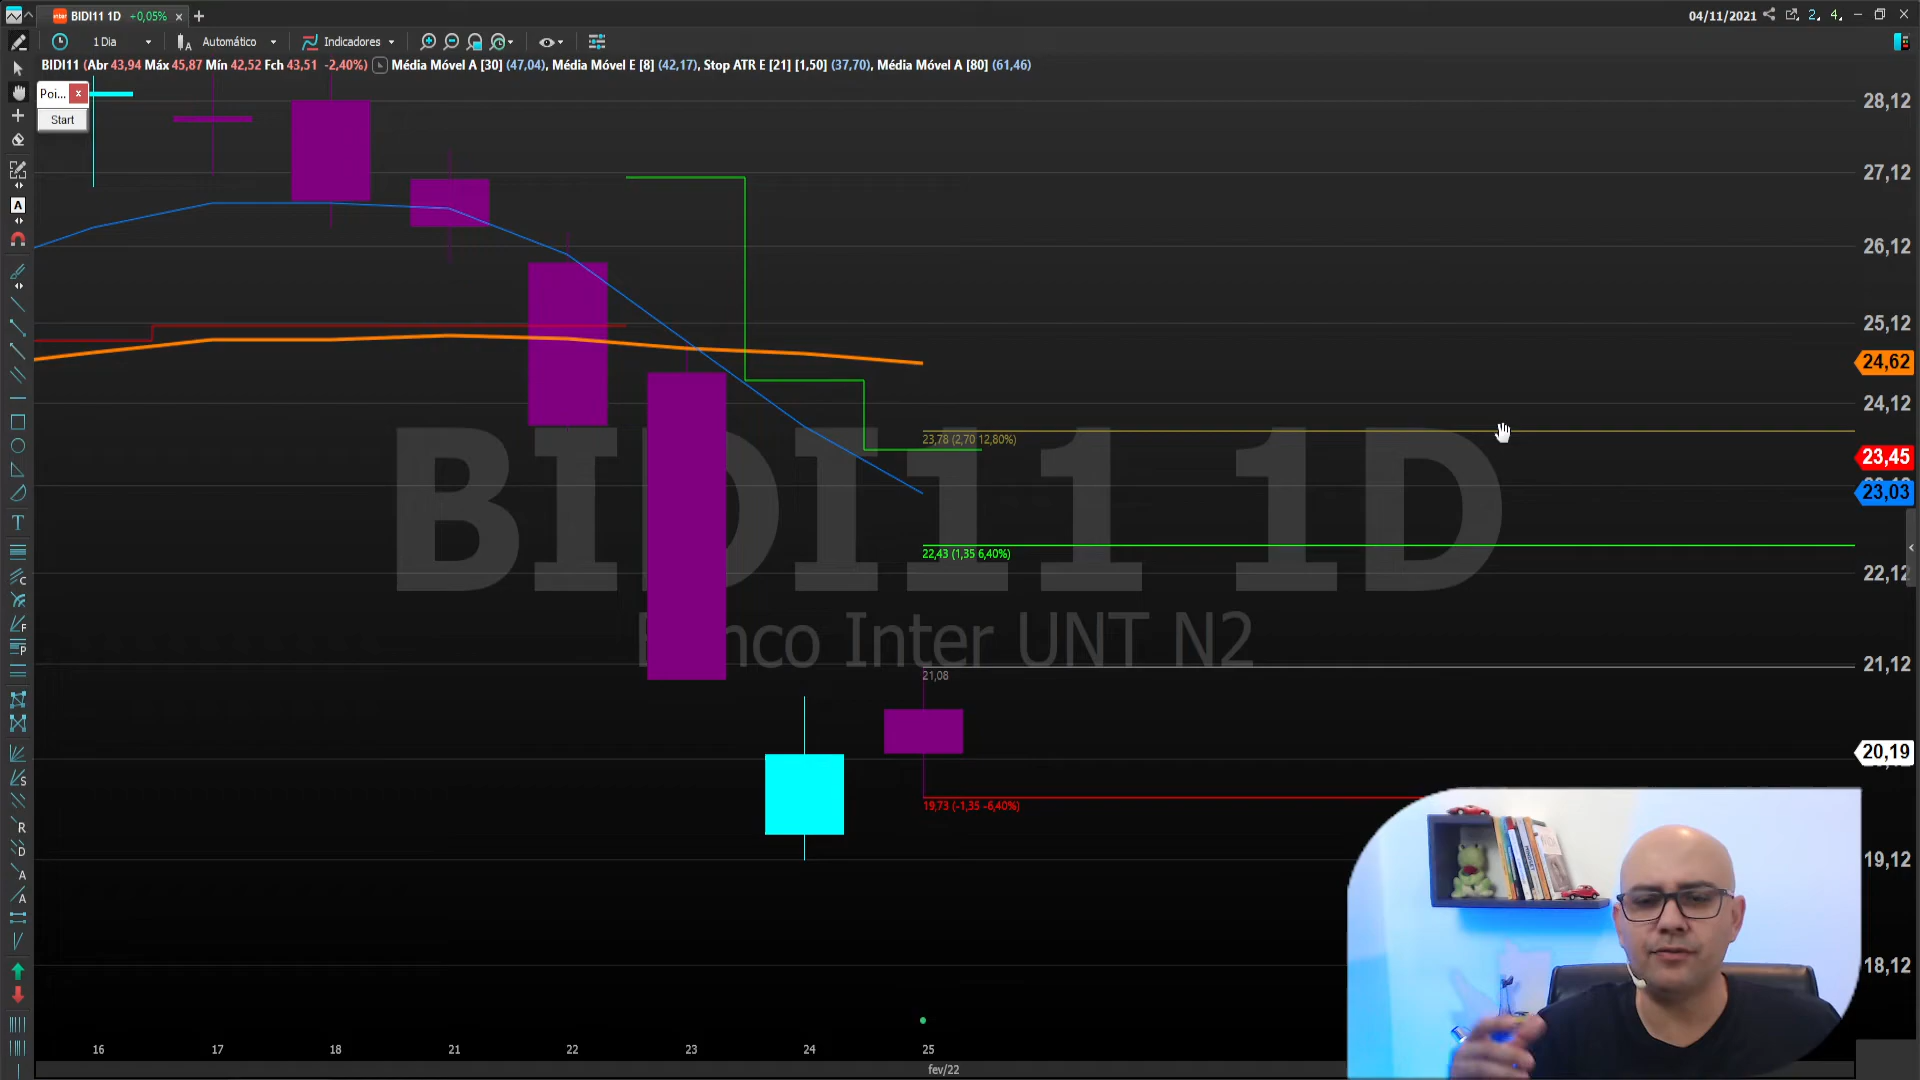 BIDI11 1D +0,05%
04/11/2021 2 4
1 Dia Automático Indicadores
BIDI11 (Abr 43,94 Máx 45,87 Mín 42,52 Fch 43,51 -2,40%) Média Móvel A [30] (47,04), Média Móvel E [8] (42,17), Stop ATR E [21] [1,50] (37,70), Média Móvel A [80] (61,46)
Poi...
Start
28,12
27,12
26,12
25,12
24,62
24,12
23,78 (2,70 12,80%)
23,45
23,03
22,43 (1,35 6,40%)
22,12
BIDI11 1D
Banco Inter UNT N2
21,12
21,08
20,19
19,73 (-1,35 -6,40%)
19,12
18,12
16 17 18 21 22 23 24 25
fev/22